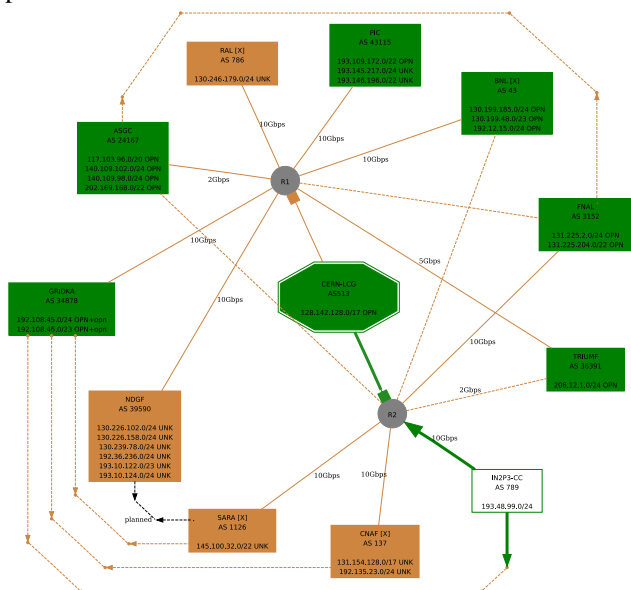 RAL [X]
AS 786
130.246.179.0/24 UNK
PIC
AS 43115
193.109.172.0/22 OPN
193.145.217.0/24 UNK
193.146.196.0/22 UNK
BNL [X]
AS 43
130.199.185.0/24 OPN
130.199.48.0/23 OPN
192.12.15.0/24 OPN
ASGC
AS 24167
117.103.96.0/20 OPN
140.109.102.0/24 OPN
140.109.98.0/24 OPN
202.169.168.0/22 OPN
10Gbps
10Gbps
10Gbps
2Gbps
R1
FNAL
AS 3152
131.225.2.0/24 OPN
131.225.204.0/22 OPN
10Gbps
5Gbps
10Gbps
CERN-LCG
AS513
128.142.128.0/17 OPN
GRIDKA
AS 34878
192.108.45.0/24 OPN+opn
192.108.46.0/23 OPN+opn
10Gbps
TRIUMF
AS 36391
206.12.1.0/24 OPN
2Gbps
NDGF
AS 39590
130.226.102.0/24 UNK
130.226.158.0/24 UNK
130.239.78.0/24 UNK
192.36.236.0/24 UNK
193.10.122.0/23 UNK
193.10.124.0/24 UNK
R2
10Gbps
10Gbps
10Gbps
IN2P3-CC
AS 789
193.48.99.0/24
planned
SARA [X]
AS 1126
145.100.32.0/22 UNK
CNAF [X]
AS 137
131.154.128.0/17 UNK
192.135.23.0/24 UNK